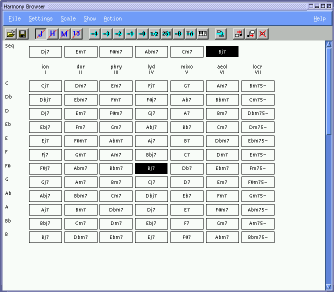 Harmony Browser
File Settings Scale Show Action
Seq Dj7 Em7 F#m7 Abm7 Cm7 Bj7
ion dor phry lyd mixo aeol locr
I II III IV V VI VII
C Cj7 Dm7 Em7 Fj7 G7 Am7 Bm75-
Db Dbj7 Ebm7 Fm7 F#j7 Ab7 Bbm7 Cm75-
D Dj7 Em7 F#m7 Gj7 A7 Bm7 Dbm75-
Eb Ebj7 Fm7 Gm7 Abj7 Bb7 Cm7 Dm75-
E Ej7 F#m7 Abm7 Aj7 B7 Dbm7 Ebm75-
F Fj7 Gm7 Am7 Bbj7 C7 Dm7 Em75-
F# F#j7 Abm7 Bbm7 Bj7 Db7 Ebm7 Fm75-
G Gj7 Am7 Bm7 Cj7 D7 Em7 F#m75-
Ab Abj7 Bbm7 Cm7 Dbj7 Eb7 Fm7 Gm75-
A Aj7 Bm7 Dbm7 Dj7 E7 F#m7 Abm75-
Bb Bbj7 Cm7 Dm7 Ebj7 F7 Gm7 Am75-
B Bj7 Dbm7 Ebm7 Ej7 F#7 Abm7 Bbm75-